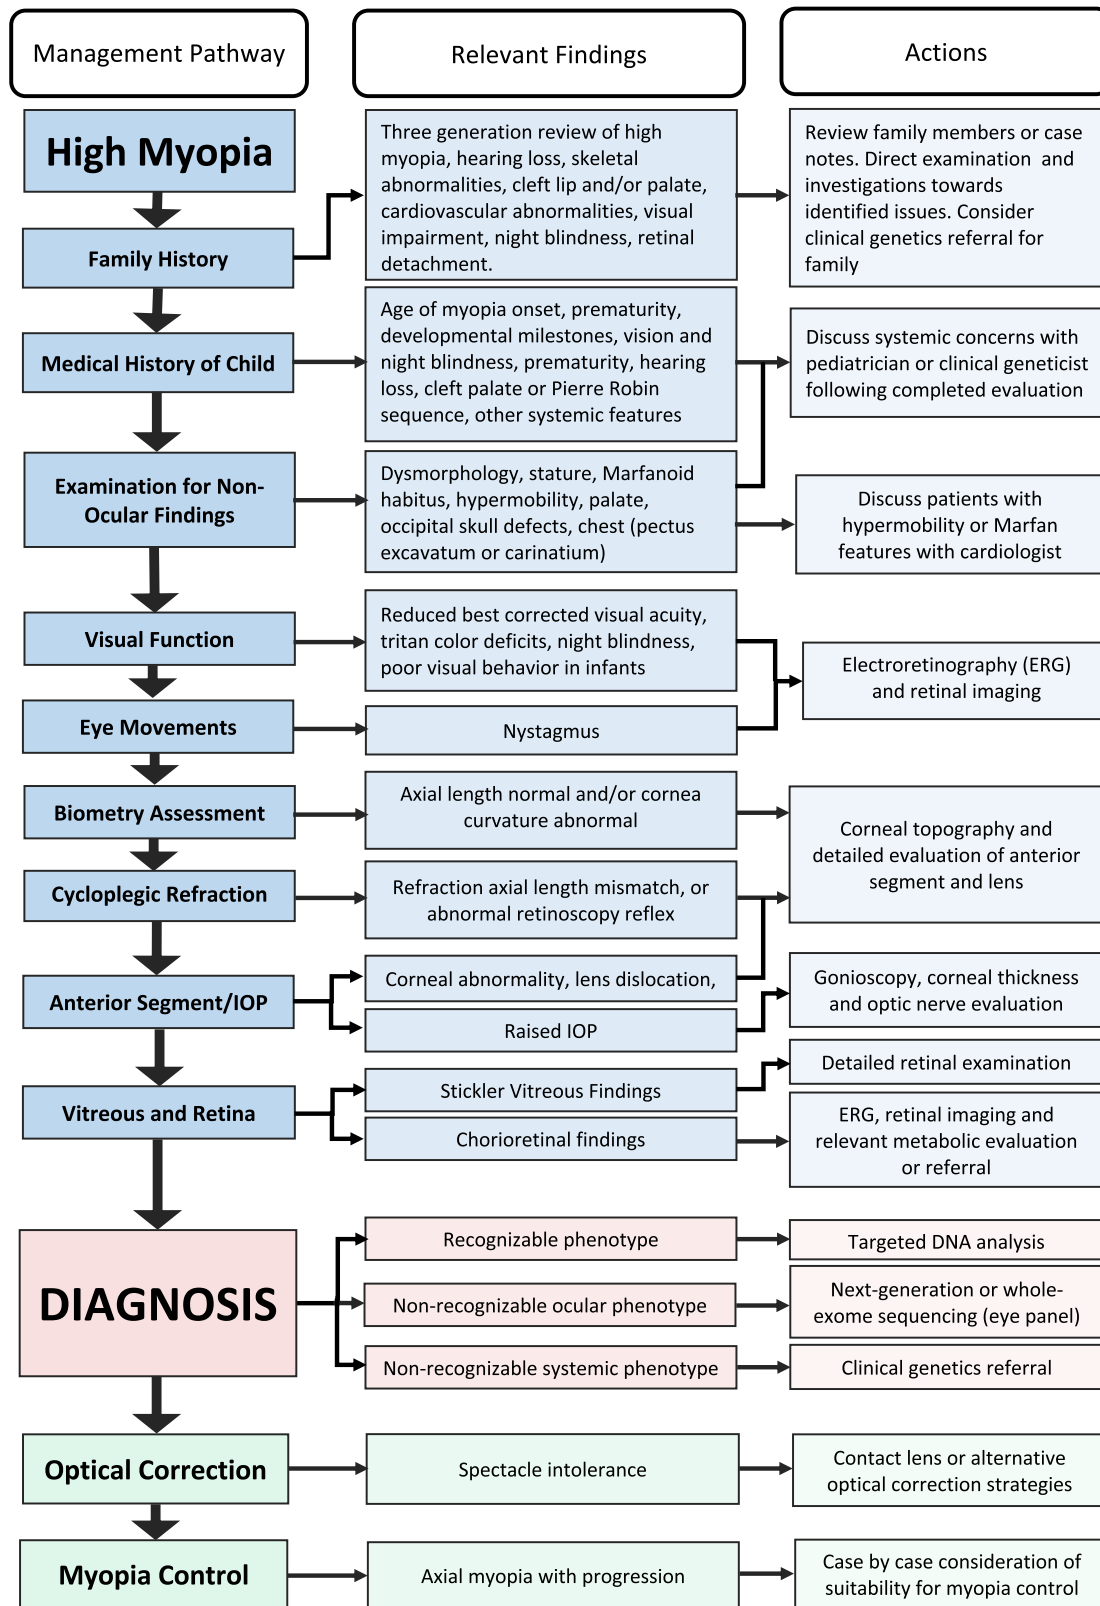 Management Pathway
Relevant Findings
Actions
High Myopia
Three generation review of high
myopia, hearing loss, skeletal
abnormalities, cleft lip and/or palate,
cardiovascular abnormalities, visual
impairment, night blindness, retinal
detachment.
Review family members or case
notes. Direct examination and
investigations towards
identified issues. Consider
clinical genetics referral for
family
Family History
Medical History of Child
Age of myopia onset, prematurity,
developmental milestones, vision and
night blindness, prematurity, hearing
loss, cleft palate or Pierre Robin
sequence, other systemic features
Discuss systemic concerns with
pediatrician or clinical geneticist
following completed evaluation
Examination for Non-
Ocular Findings
Dysmorphology, stature, Marfanoid
habitus, hypermobility, palate,
occipital skull defects, chest (pectus
excavatum or carinatium)
Discuss patients with
hypermobility or Marfan
features with cardiologist
Visual Function
Reduced best corrected visual acuity,
tritan color deficits, night blindness,
poor visual behavior in infants
Electroretinography (ERG)
and retinal imaging
Eye Movements
Nystagmus
Biometry Assessment
Axial length normal and/or cornea
curvature abnormal
Corneal topography and
detailed evaluation of anterior
segment and lens
Cycloplegic Refraction
Refraction axial length mismatch, or
abnormal retinoscopy reflex
Anterior Segment/IOP
Corneal abnormality, lens dislocation,
Raised IOP
Gonioscopy, corneal thickness
and optic nerve evaluation
Vitreous and Retina
Stickler Vitreous Findings
Detailed retinal examination
Chorioretinal findings
ERG, retinal imaging and
relevant metabolic evaluation
or referral
DIAGNOSIS
Recognizable phenotype
Targeted DNA analysis
Non-recognizable ocular phenotype
Next-generation or whole-
exome sequencing (eye panel)
Non-recognizable systemic phenotype
Clinical genetics referral
Optical Correction
Spectacle intolerance
Contact lens or alternative
optical correction strategies
Myopia Control
Axial myopia with progression
Case by case consideration of
suitability for myopia control